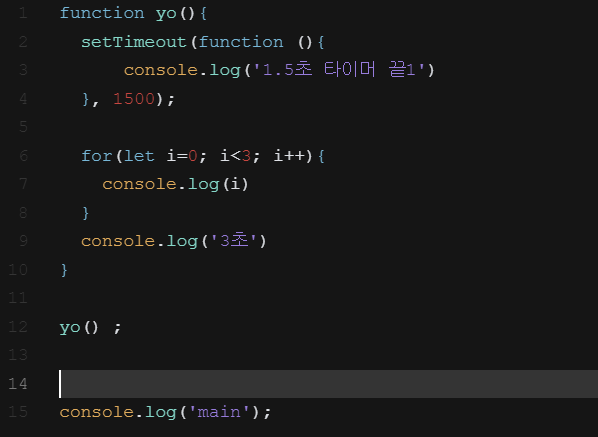 1 function yo(){
2   setTimeout(function (){
3       console.log('1.5초 타이머 끝1')
4   }, 1500);
5
6   for(let i=0; i<3; i++){
7     console.log(i)
8   }
9   console.log('3초')
10 }
11
12 yo() ;
13
14
15 console.log('main');